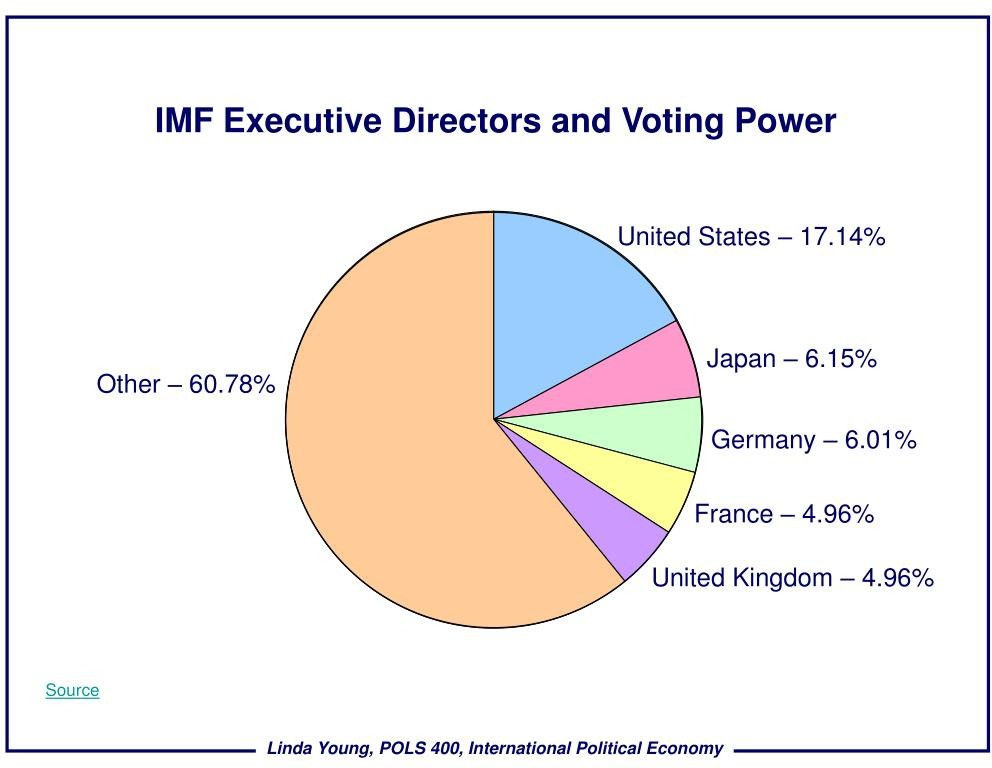 IMF Executive Directors and Voting Power
United States – 17.14%
Japan – 6.15%
Other – 60.78%
Germany – 6.01%
France – 4.96%
United Kingdom – 4.96%
Source
Linda Young, POLS 400, International Political Economy